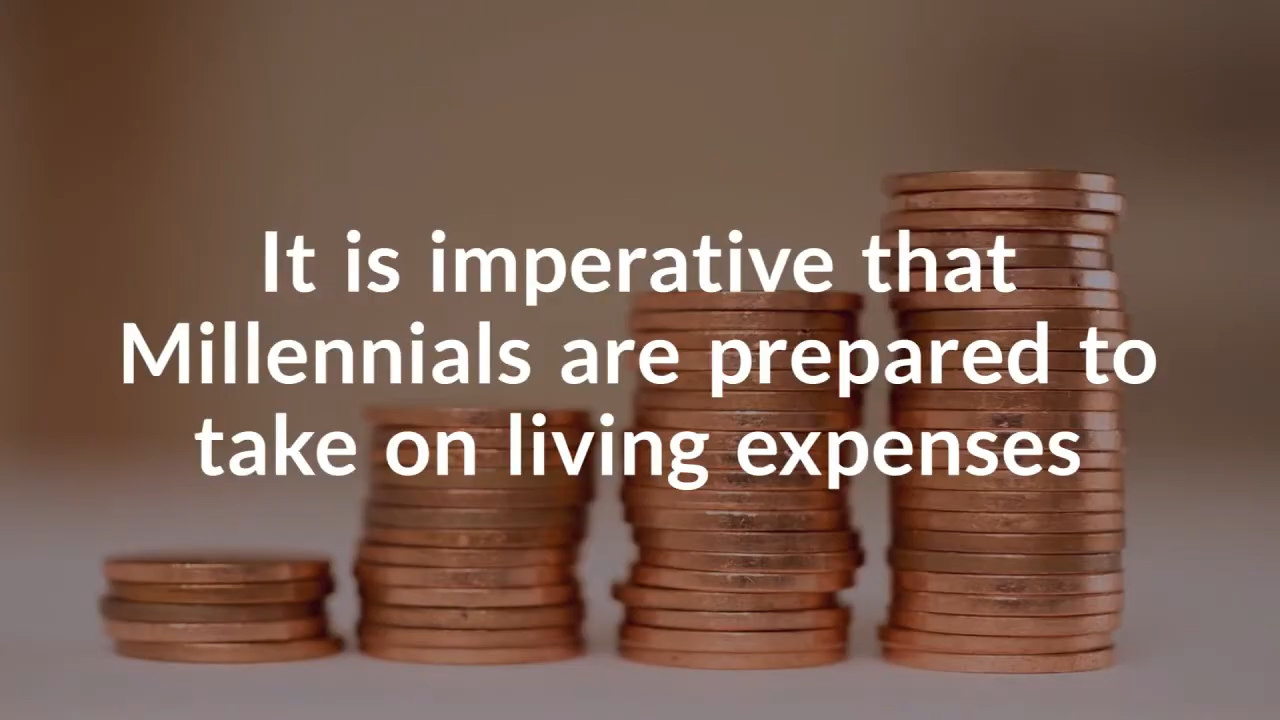 It is imperative that
Millennials are prepared to
take on living expenses